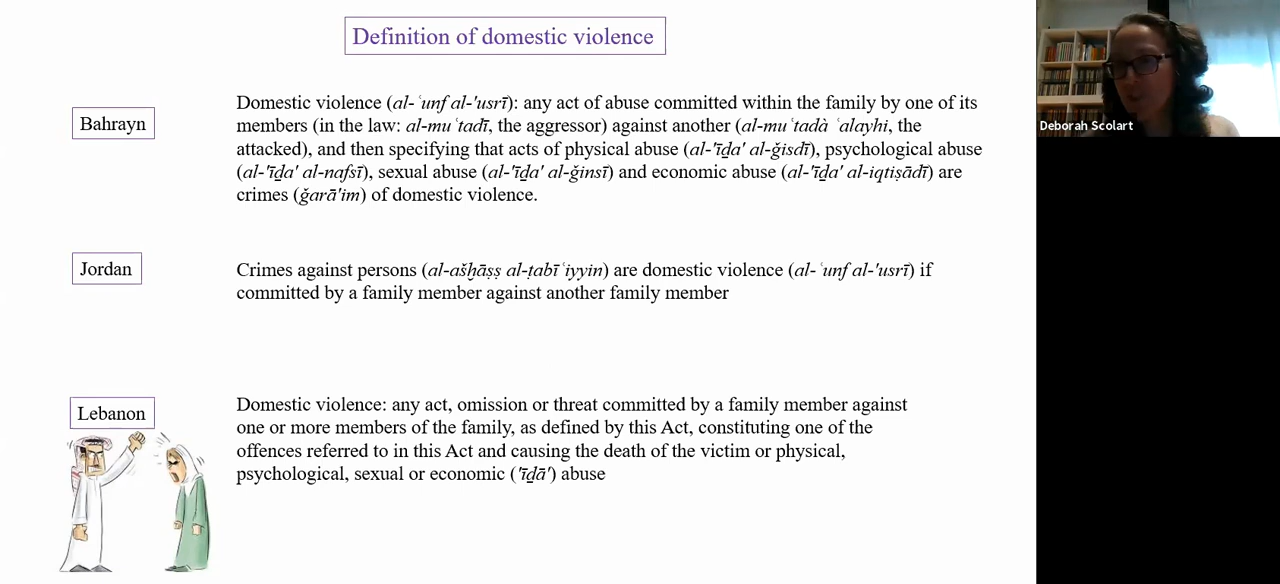 Definition of domestic violence
Bahrayn
Domestic violence (al- ʿunf al-'usrī): any act of abuse committed within the family by one of its
members (in the law: al-muʿtadī, the aggressor) against another (al-muʿtadà ʿalayhi, the
attacked), and then specifying that acts of physical abuse (al-'īḏa' al-ǧisdī), psychological abuse
(al-'īḏa' al-nafsī), sexual abuse (al-'īḏa' al-ǧinsī) and economic abuse (al-'īḏa' al-iqtiṣādī) are
crimes (ǧarā'im) of domestic violence.
Jordan
Crimes against persons (al-ašḫāṣṣ al-ṭabīʿiyyin) are domestic violence (al- ʿunf al-'usrī) if
committed by a family member against another family member
Lebanon
Domestic violence: any act, omission or threat committed by a family member against
one or more members of the family, as defined by this Act, constituting one of the
offences referred to in this Act and causing the death of the victim or physical,
psychological, sexual or economic ('īḏā') abuse
Deborah Scolart